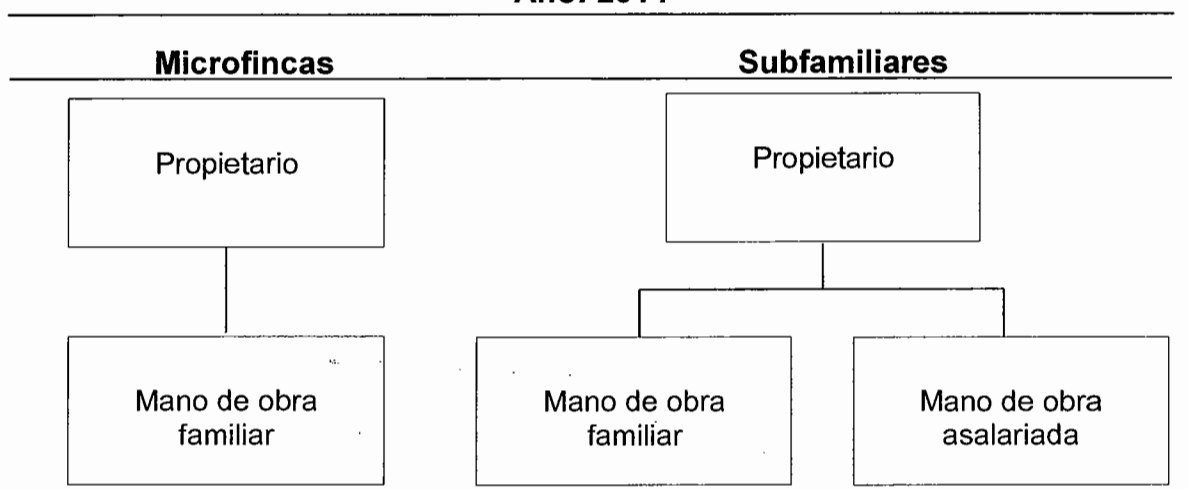 Microfincas
Subfamiliares
Propietario
Propietario
Mano de obra
familiar
Mano de obra
familiar
Mano de obra
asalariada